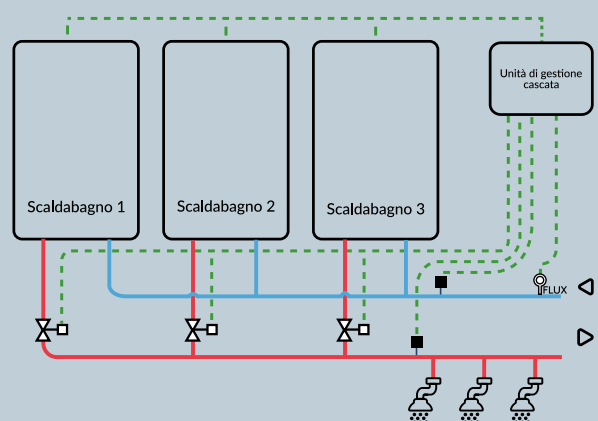 Unità di gestione
cascata
Scaldabagno 1
Scaldabagno 2
Scaldabagno 3
FLUX